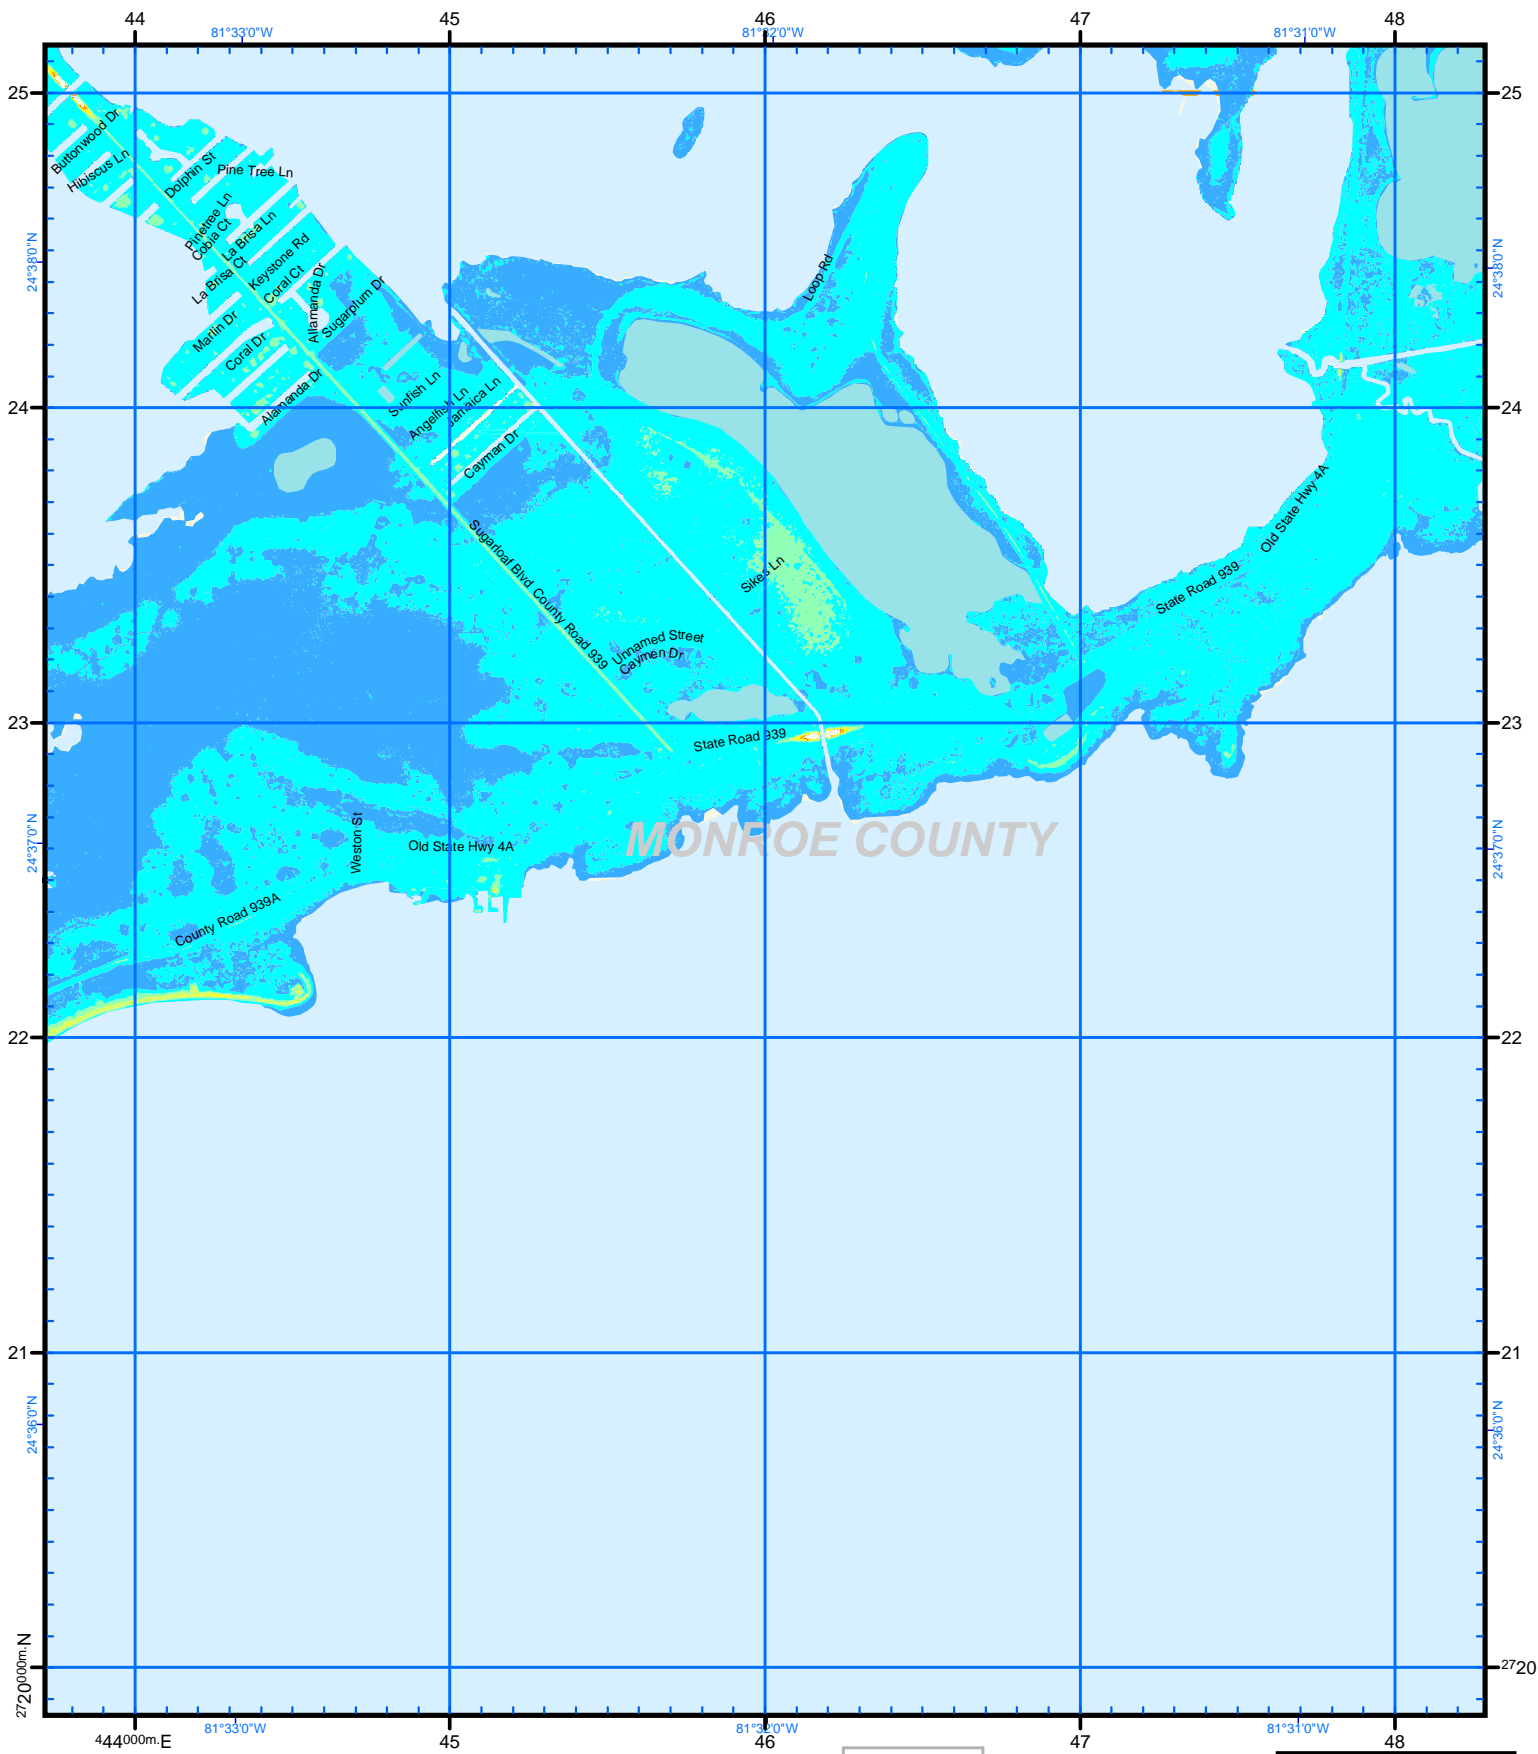 44 45 46 47 48
81°33'0"W 81°32'0"W 81°31'0"W
25 25
Buttonwood Dr
Hibiscus Ln
Dolphin St
Pine Tree Ln
Pinetree Ln
Cobia Ct
La Brisa Ln
La Brisa Ct
Keystone Rd
Coral Ct
Allamanda Dr
Sugarplum Dr
Loop Rd
24°38'0"N 24°38'0"N
Marlin Dr
Coral Dr
Alamanda Dr
Sunfish Ln
Angelfish Ln
Jamaica Ln
24 24
Cayman Dr
Old State Hwy 4A
Sugarloaf Blvd County Road 939
Sikes Ln
State Road 939
Unnamed Street
Caymen Dr
23 23
State Road 939
24°37'0"N 24°37'0"N
Weston St
Old State Hwy 4A
MONROE COUNTY
County Road 939A
22 22
21 21
24°36'0"N 24°36'0"N
2720000m.N 2720
81°33'0"W 81°32'0"W 81°31'0"W
444000m.E 45 46 47 48